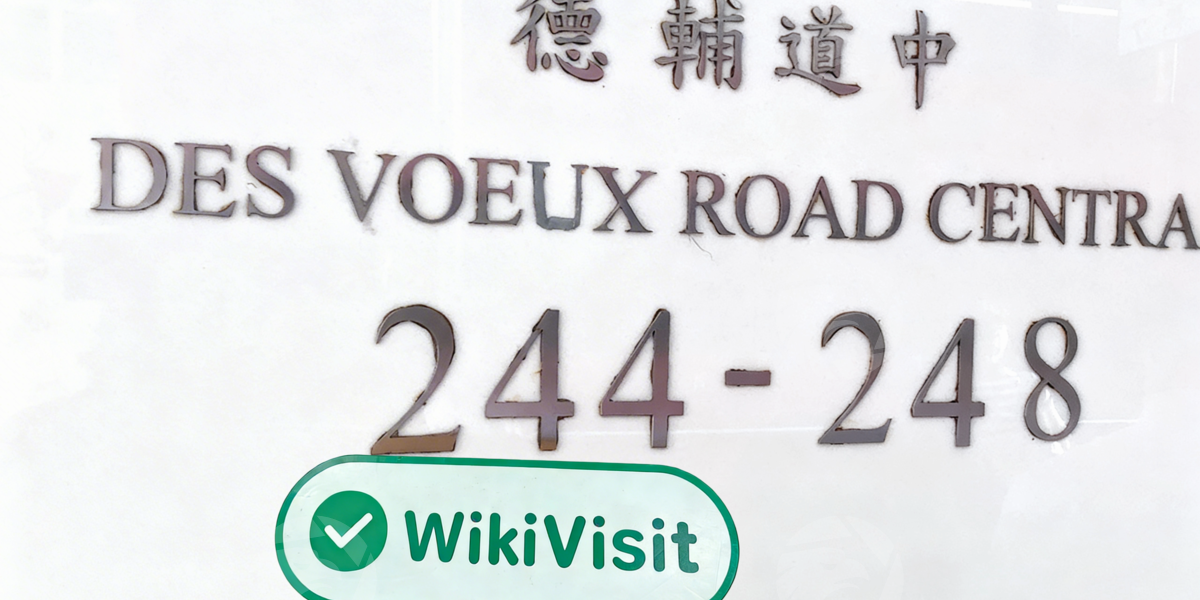 德輔道中
DES VOEUX ROAD CENTRA
244-248
WikiVisit